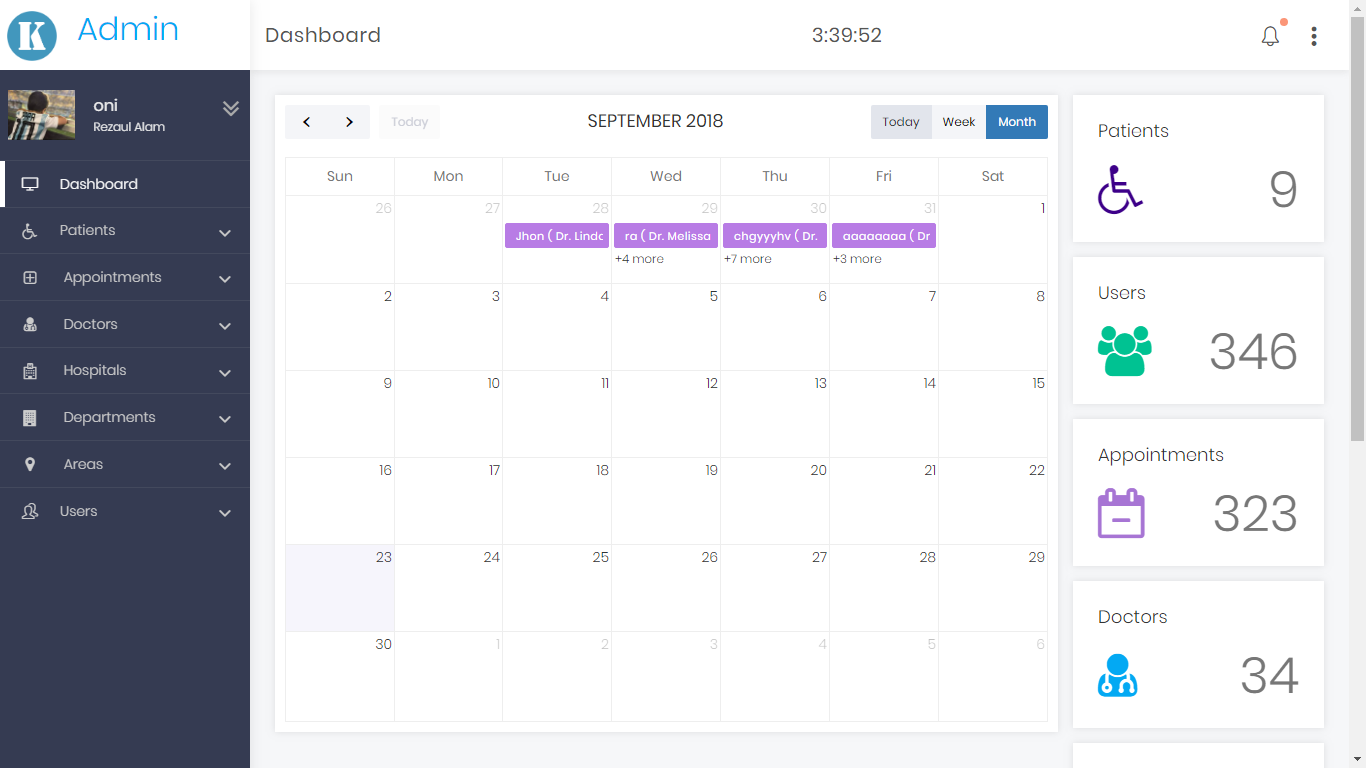 K Admin
Dashboard
3:39:52
oni
Rezaul Alam
Dashboard
Patients
Appointments
Doctors
Hospitals
Departments
Areas
Users
Today
SEPTEMBER 2018
Today Week Month
Sun Mon Tue Wed Thu Fri Sat
26 27 28 29 30 31 1
Jhon ( Dr. Linda ra ( Dr. Melissa chgyyyhv ( Dr. aaaaaaaa ( Dr
+4 more +7 more +3 more
2 3 4 5 6 7 8
9 10 11 12 13 14 15
16 17 18 19 20 21 22
23 24 25 26 27 28 29
30 1 2 3 4 5 6
Patients
9
Users
346
Appointments
323
Doctors
34